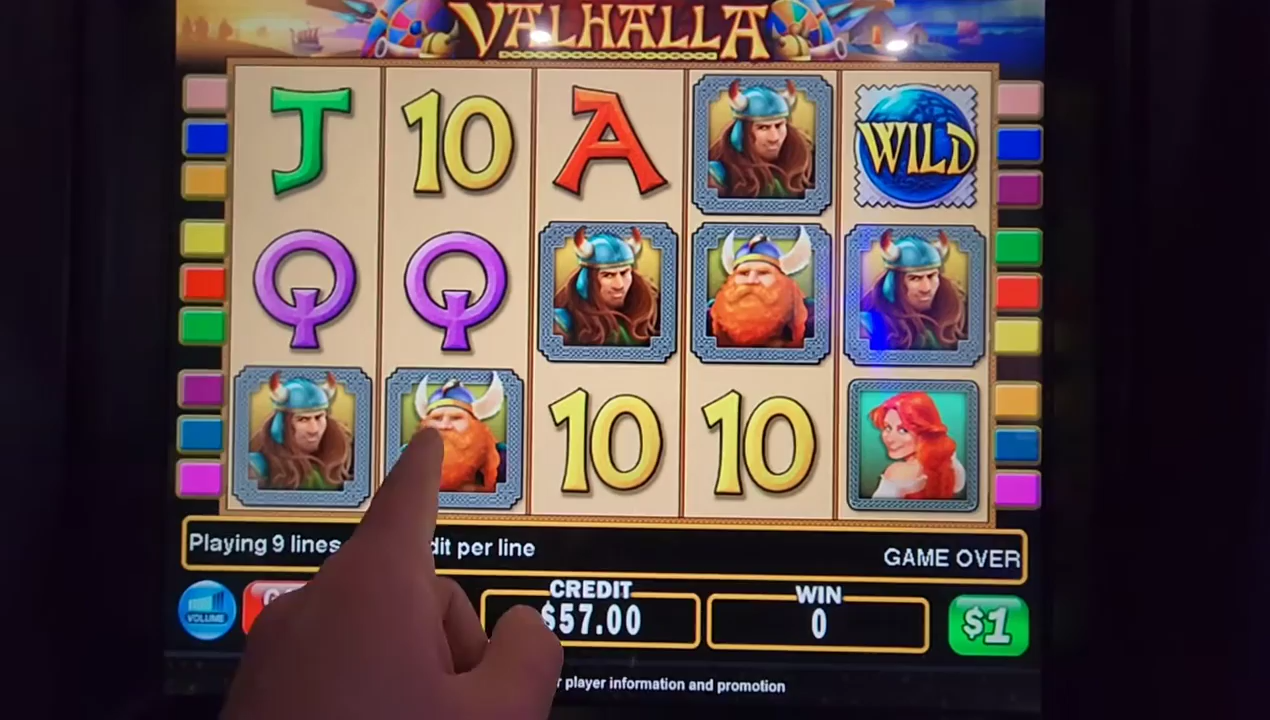 VALHALLA
J 10 A WILD
Q Q
10 10
Playing 9 lines dit per line
GAME OVER
CREDIT WIN
$57.00 0 $1
VOLUME
player information and promotion